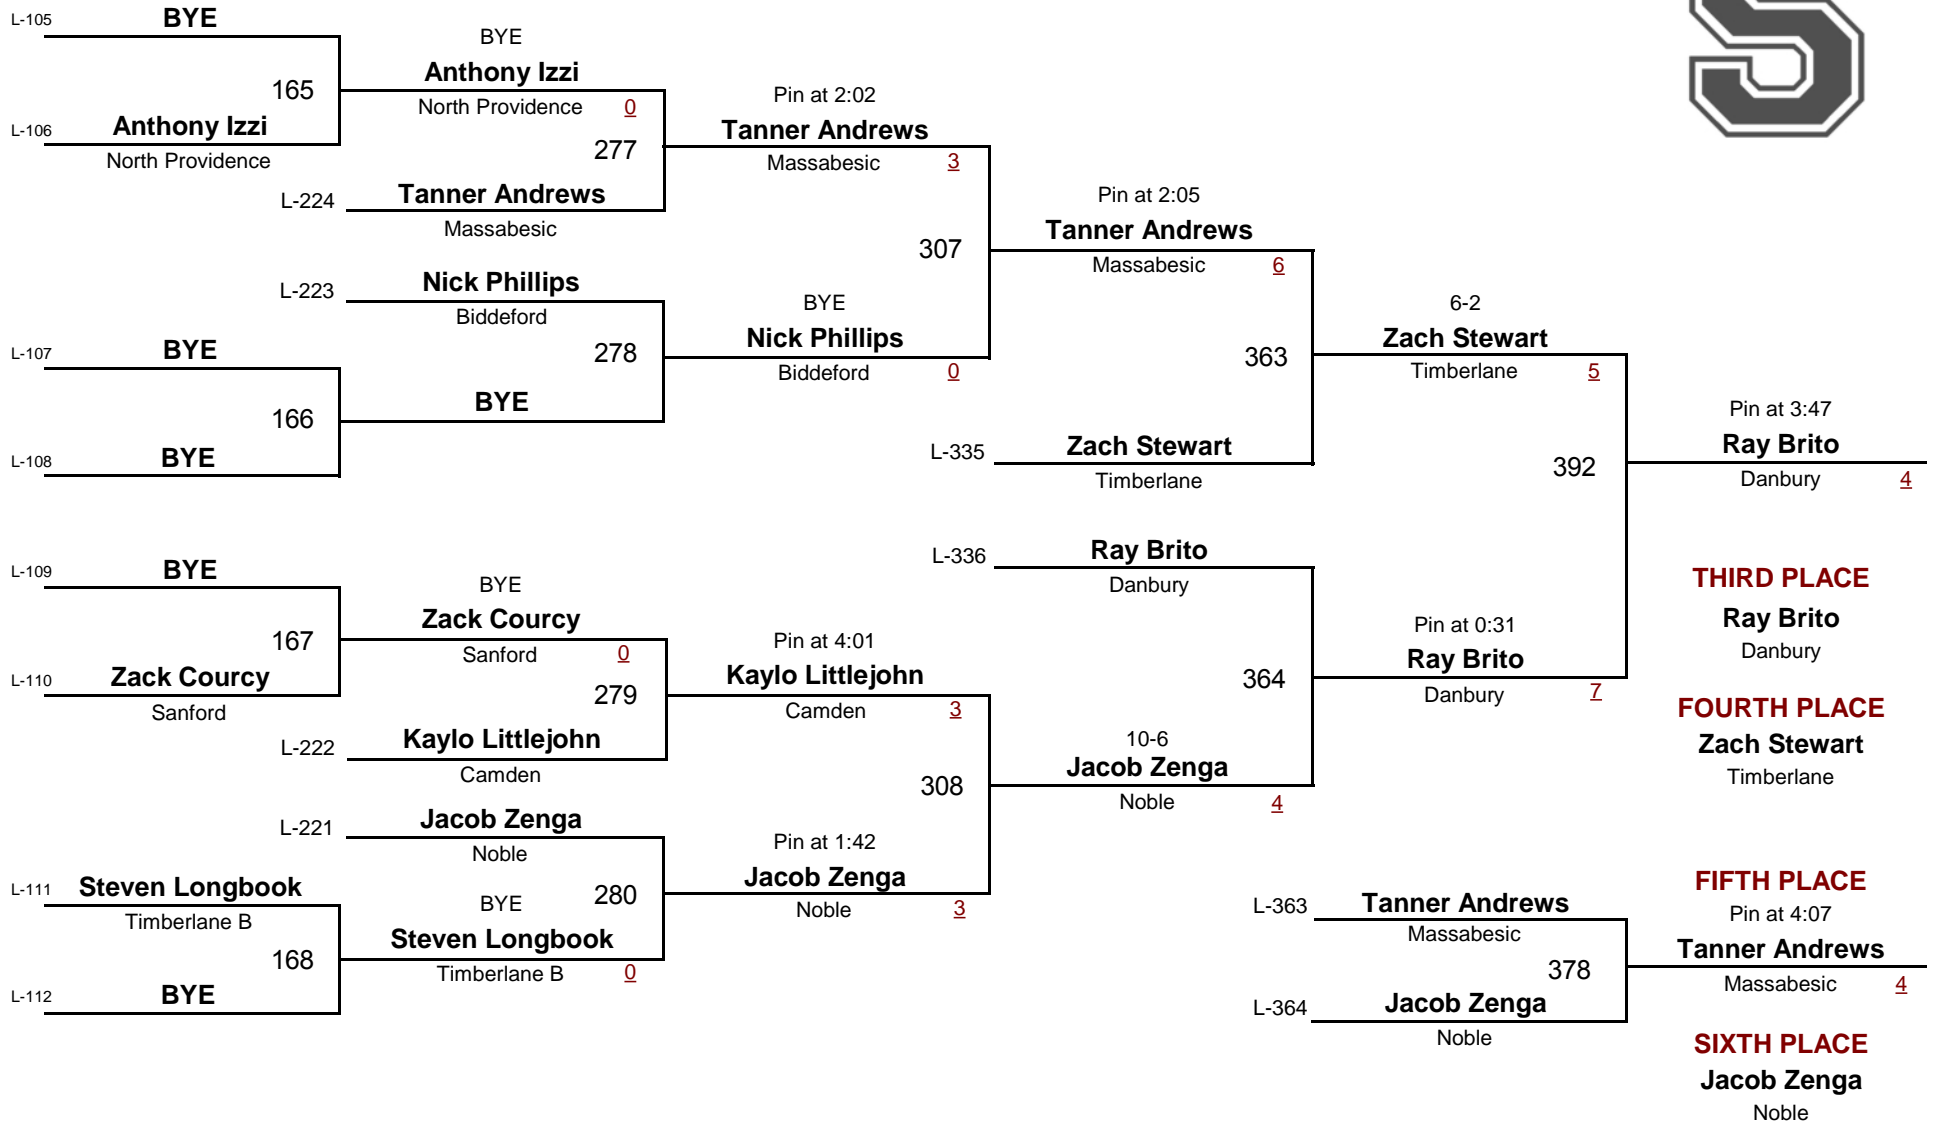 L-105 BYE
165
L-106 Anthony Izzi
North Providence
BYE
Anthony Izzi
North Providence 0
277
L-224 Tanner Andrews
Massabesic
Pin at 2:02
Tanner Andrews
Massabesic 3
L-223 Nick Phillips
Biddeford
278
L-107 BYE
166
L-108 BYE
BYE
BYE
Nick Phillips
Biddeford 0
307
Pin at 2:05
Tanner Andrews
Massabesic 6
363
L-335 Zach Stewart
Timberlane
6-2
Zach Stewart
Timberlane 5
392
Pin at 3:47
Ray Brito
Danbury 4
L-109 BYE
167
L-110 Zack Courcy
Sanford
BYE
Zack Courcy
Sanford 0
279
L-222 Kaylo Littlejohn
Camden
Pin at 4:01
Kaylo Littlejohn
Camden 3
L-221 Jacob Zenga
Noble
280
L-111 Steven Longbook
Timberlane B
168
L-112 BYE
BYE
Steven Longbook
Timberlane B 0
Pin at 1:42
Jacob Zenga
Noble 3
308
L-336 Ray Brito
Danbury
364
10-6
Jacob Zenga
Noble 4
Pin at 0:31
Ray Brito
Danbury 7
THIRD PLACE
Ray Brito
Danbury
FOURTH PLACE
Zach Stewart
Timberlane
L-363 Tanner Andrews
Massabesic
378
L-364 Jacob Zenga
Noble
FIFTH PLACE
Pin at 4:07
Tanner Andrews
Massabesic 4
SIXTH PLACE
Jacob Zenga
Noble
S